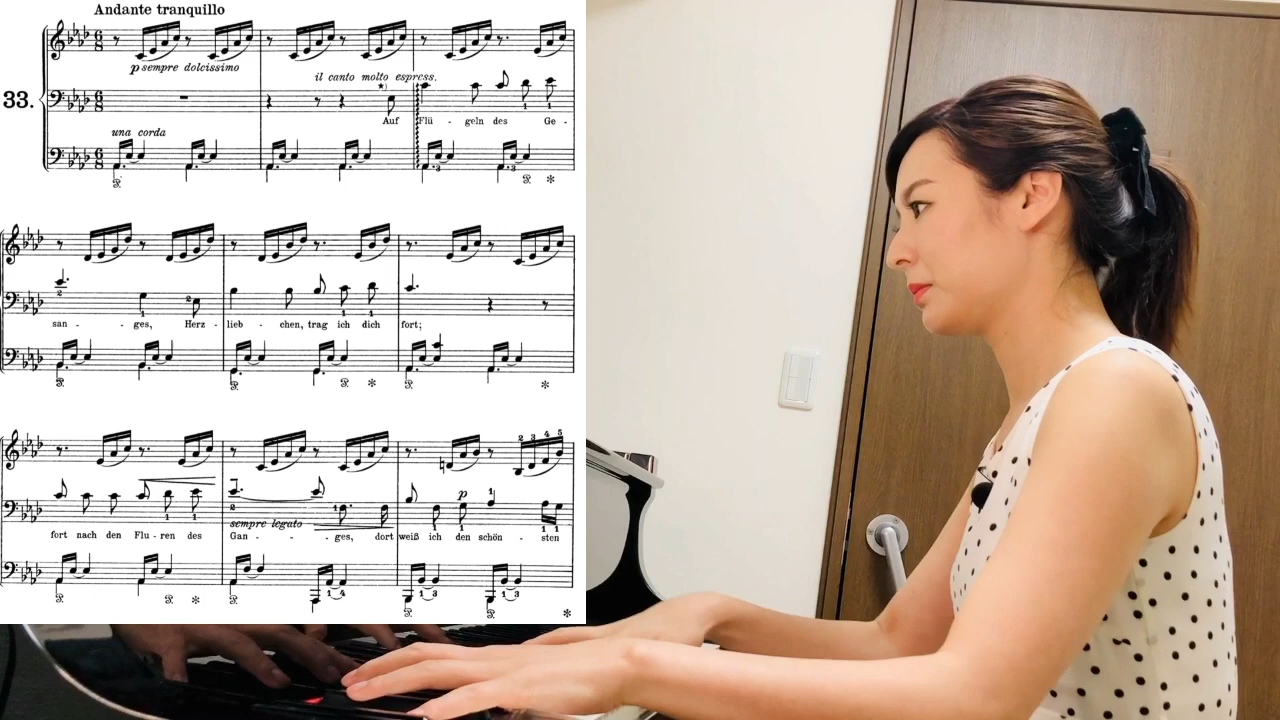 Andante tranquillo
p sempre dolcissimo
il canto molto espress.
33.
Auf Flü - geln des Ge -
una corda
san - ges, Herz - lieb - chen, trag ich dich fort;
fort nach den Flu - ren des Gan - ges, dort weiß ich den schön - sten
p
sempre legato